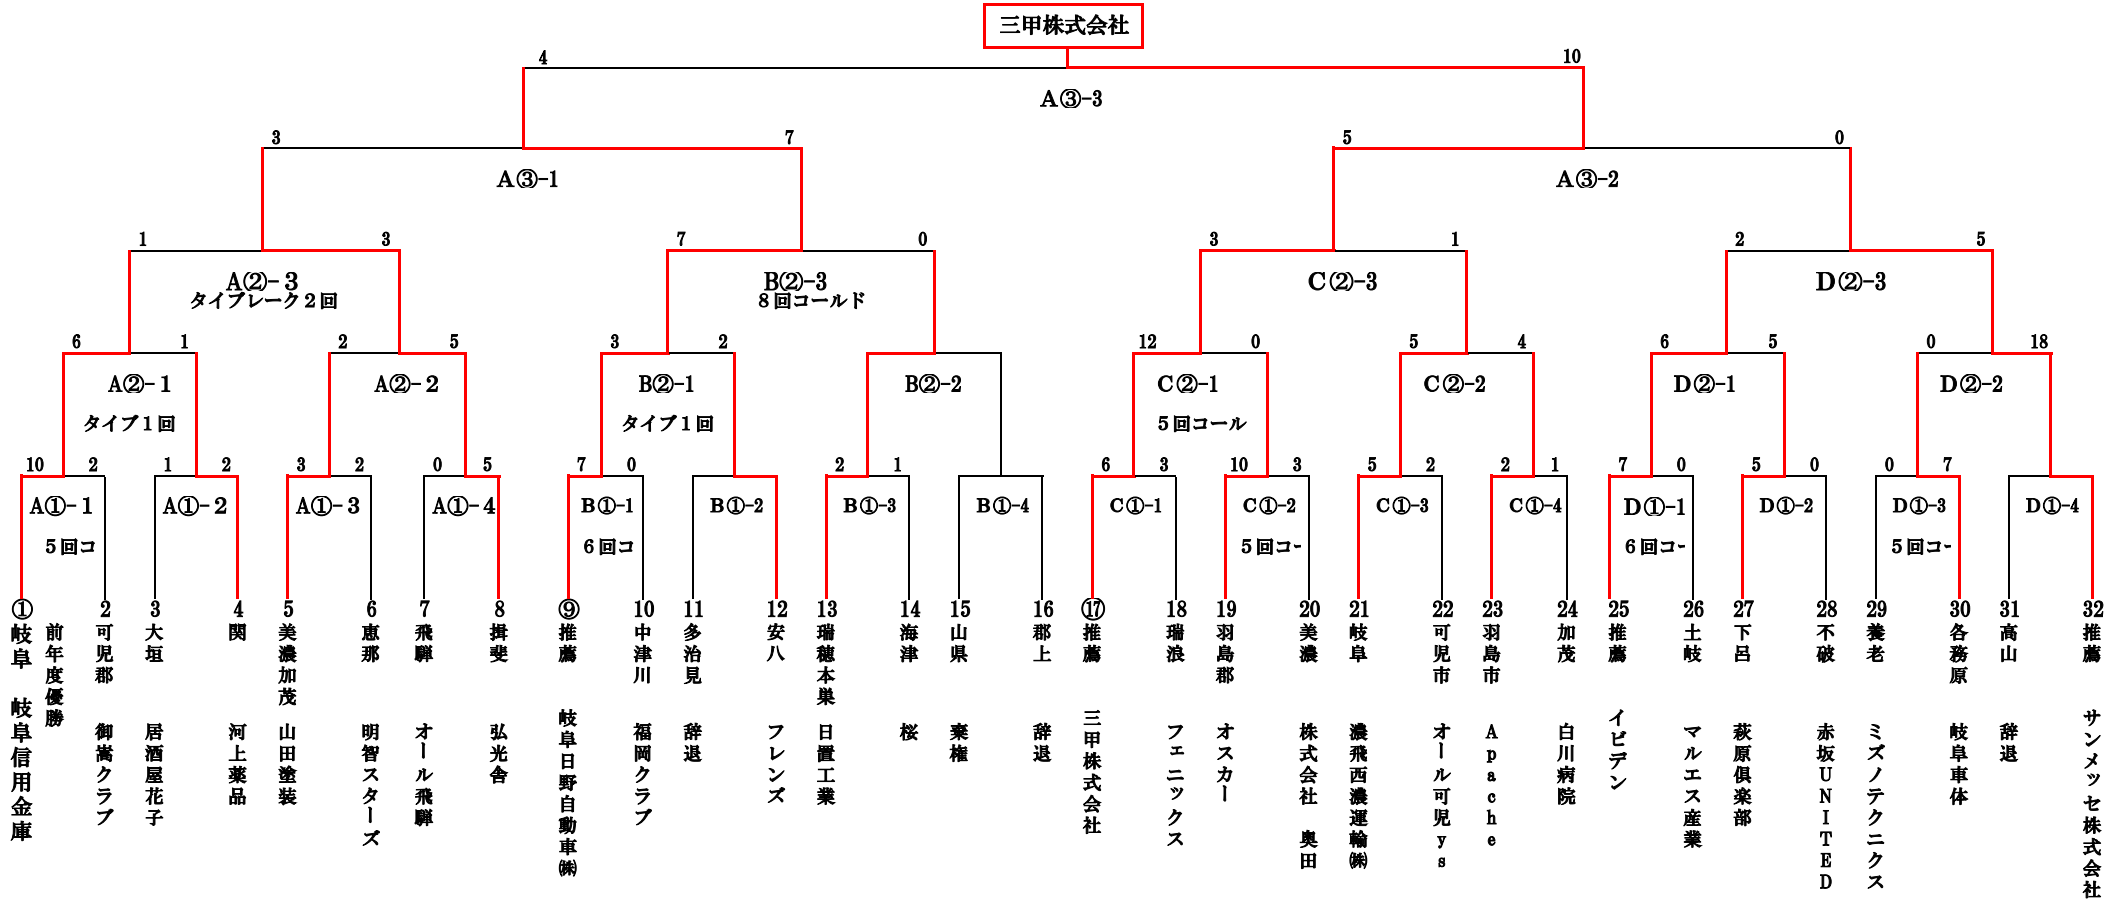 三甲株式会社
4 10
A③-3
3 7 5 0
A③-1 A③-2
1 3 7 0 3 1 2 5
A②-３ B②-3 C②-3 D②-3
タイブレーク２回 ８回コールド
6 1 2 5 3 2 12 0 5 4 6 5 0 18
A②-１ A②-２ B②-1 B②-2 C②-1 C②-2 D②-1 D②-2
タイブ１回 タイブ１回 ５回コール
10 2 1 2 3 2 0 5 7 0 2 1 6 3 10 3 5 2 2 1 7 0 5 0 0 7
A①-１ A①-２ A①-３ A①-４ B①-1 B①-2 B①-3 B①-4 C①-1 C①-2 C①-3 C①-4 D①-1 D①-2 D①-3 D①-4
５回コ ６回コ ５回コー ６回コー ５回コー
① 岐阜 岐阜信用金庫
前年度優勝
2 可児郡 御嵩クラブ
3 大垣 居酒屋花子
4 関 河上薬品
5 美濃加茂 山田塗装
6 恵那 明智スターズ
7 飛騨 オール飛騨
8 揖斐 弘光舎
⑨ 推薦 岐阜日野自動車㈱
10 中津川 福岡クラブ
11 多治見 辞退
12 安八 フレンズ
13 瑞穂本巣 日置工業
14 海津 桜
15 山県 棄権
16 郡上 辞退
⑰ 推薦 三甲株式会社
18 瑞浪 フェニックス
19 羽島郡 オスカー
20 美濃 株式会社 奥田
21 岐阜 濃飛西濃運輸㈱
22 可児市 オール可児ys
23 羽島市 Apache
24 加茂 白川病院
25 推薦 イビデン
26 土岐 マルエス産業
27 下呂 萩原倶楽部
28 不破 赤坂UNITED
29 養老 ミズノテクニクス
30 各務原 岐阜車体
31 高山 辞退
32 推薦 サンメッセ株式会社